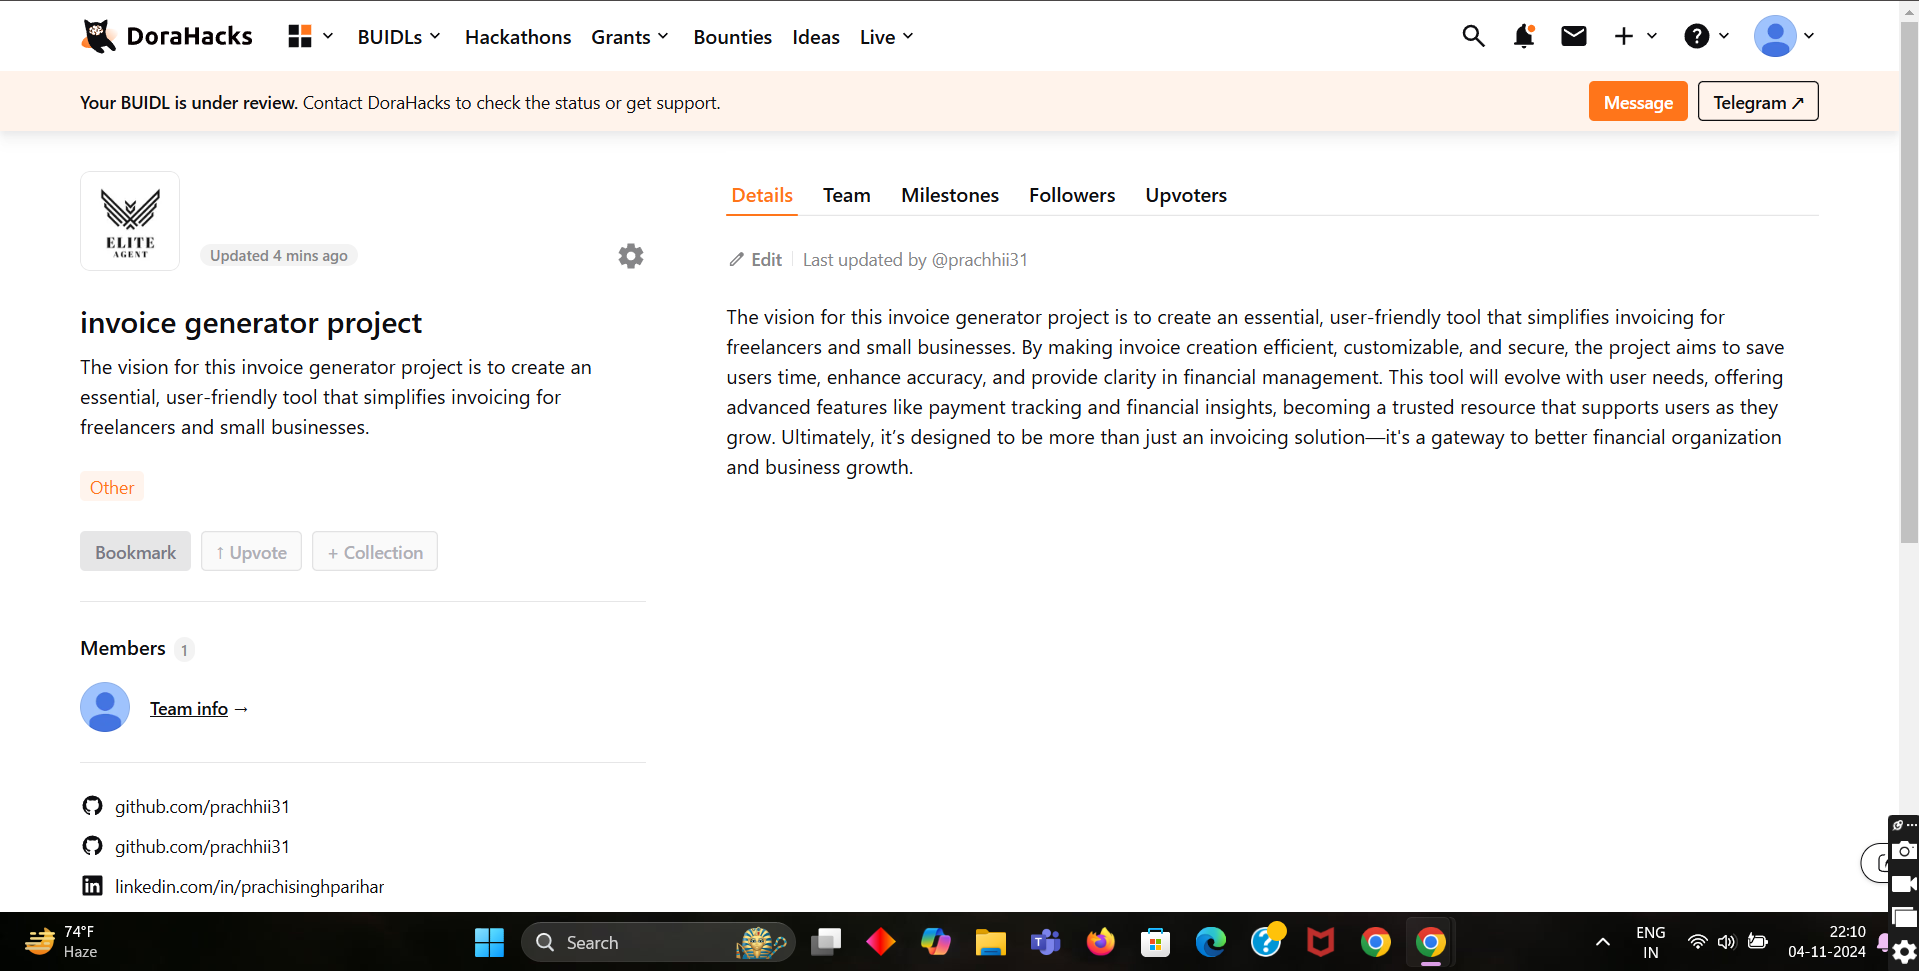 DoraHacks BUIDLs Hackathons Grants Bounties Ideas Live
Your BUIDL is under review. Contact DoraHacks to check the status or get support. Message Telegram ↗
ELITE
AGENT
Updated 4 mins ago
invoice generator project
The vision for this invoice generator project is to create an
essential, user-friendly tool that simplifies invoicing for
freelancers and small businesses.
Other
Bookmark ↑ Upvote + Collection
Members 1
Team info →
github.com/prachhii31
github.com/prachhii31
linkedin.com/in/prachisinghparihar
Details Team Milestones Followers Upvoters
Edit Last updated by @prachhii31
The vision for this invoice generator project is to create an essential, user-friendly tool that simplifies invoicing for
freelancers and small businesses. By making invoice creation efficient, customizable, and secure, the project aims to save
users time, enhance accuracy, and provide clarity in financial management. This tool will evolve with user needs, offering
advanced features like payment tracking and financial insights, becoming a trusted resource that supports users as they
grow. Ultimately, it’s designed to be more than just an invoicing solution—it's a gateway to better financial organization
and business growth.
74°F
Haze
Search
ENG
IN
22:10
04-11-2024